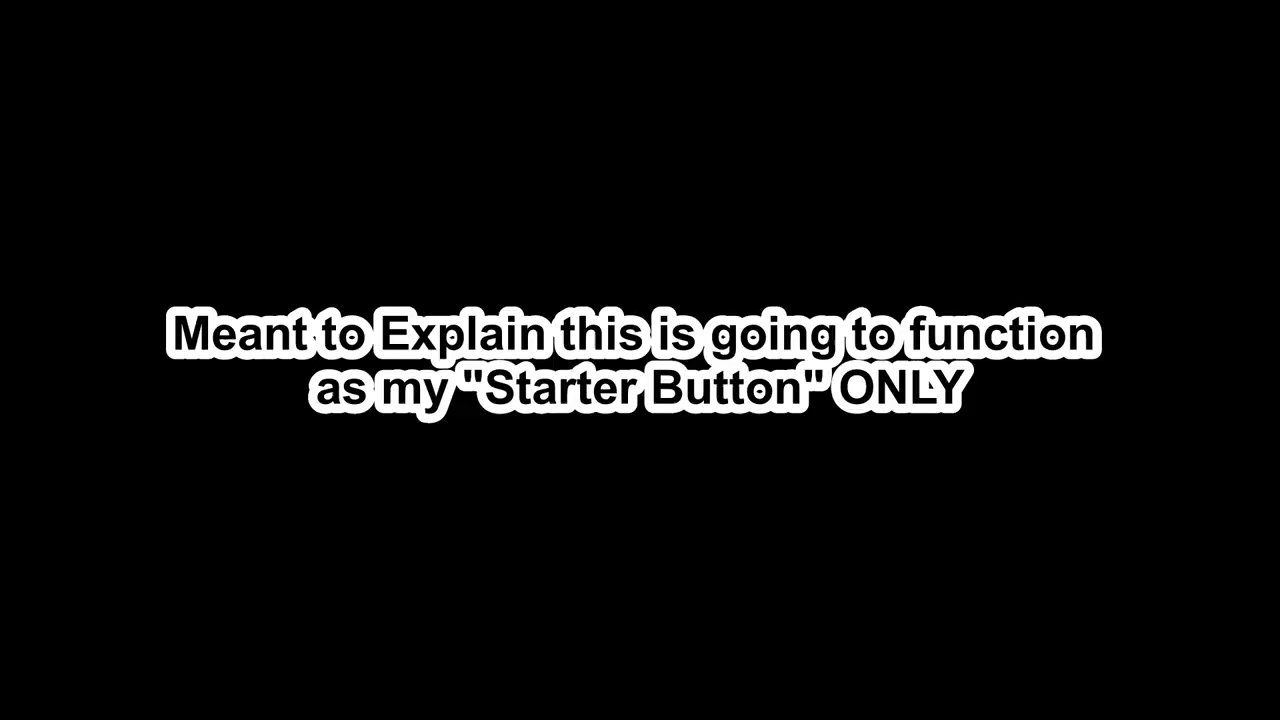 Meant to Explain this is going to function
as my "Starter Button" ONLY